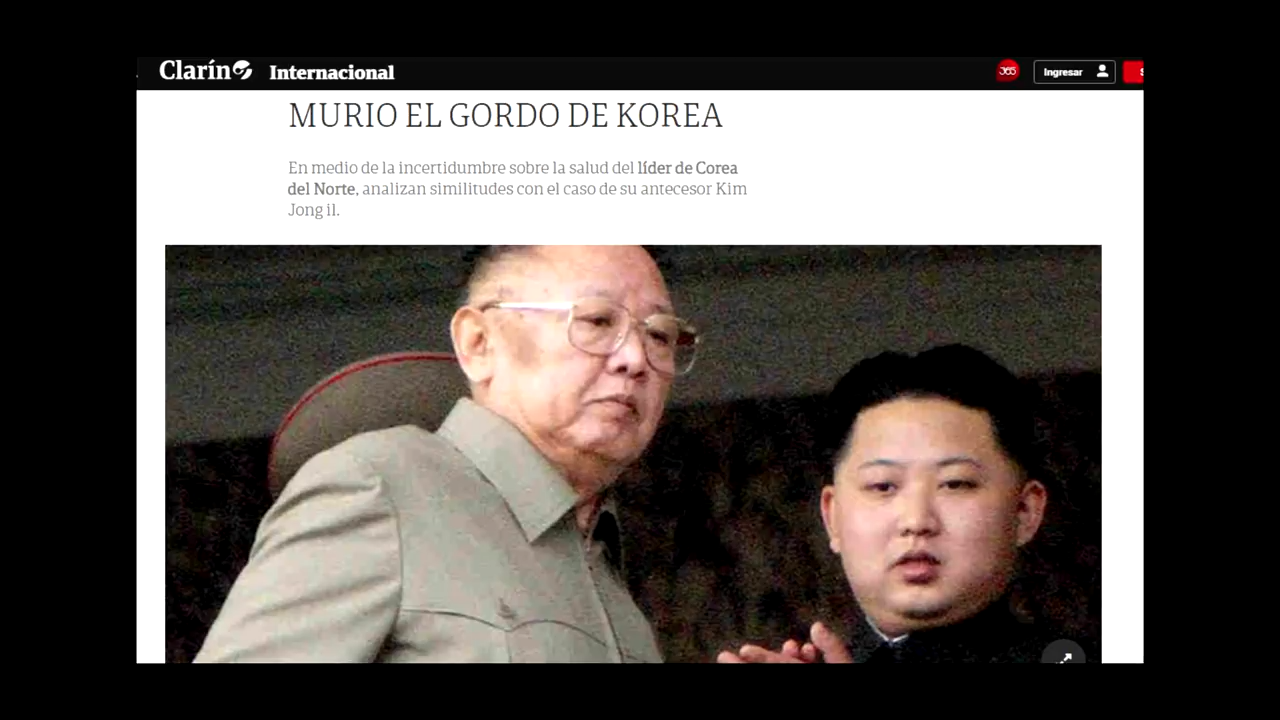 Clarín Internacional 365 Ingresar S
MURIO EL GORDO DE KOREA
En medio de la incertidumbre sobre la salud del líder de Corea
del Norte, analizan similitudes con el caso de su antecesor Kim
Jong il.